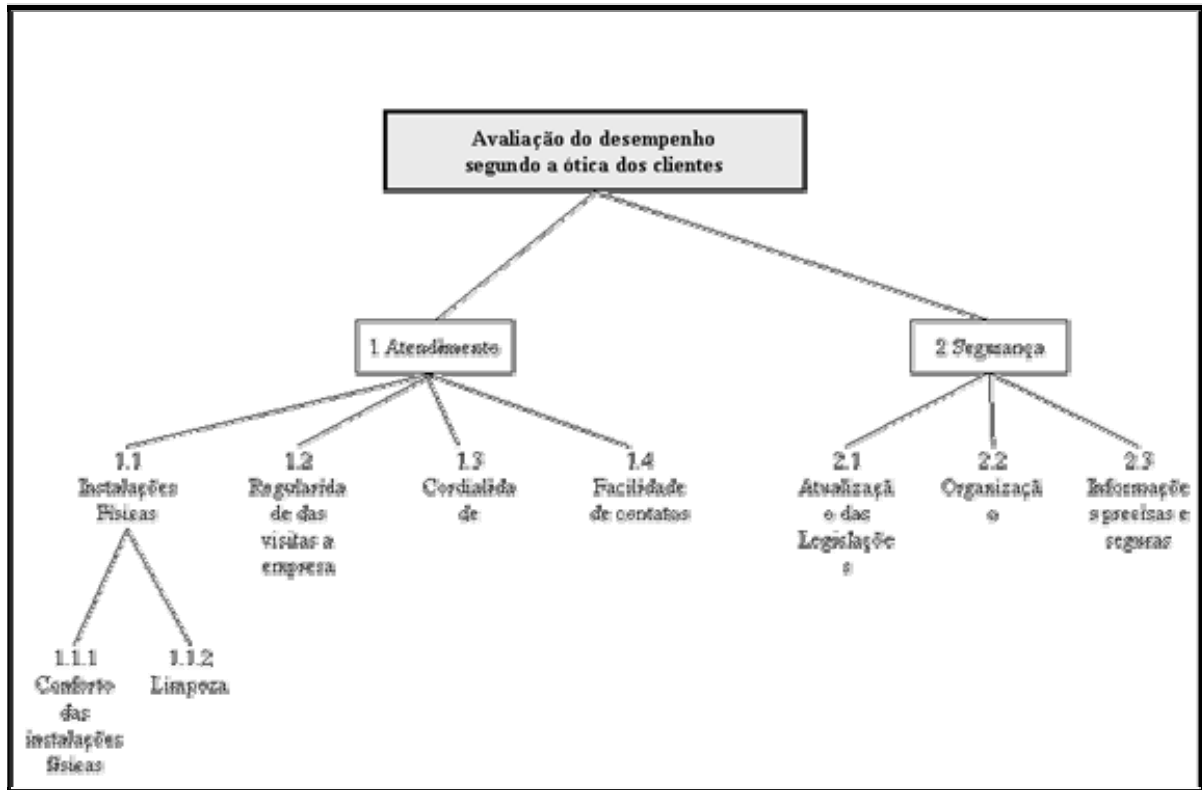 Avaliação do desempenho
segundo a ótica dos clientes
1 Atendimento
2 Segurança
1.1
Instalações
Físicas
1.2
Regularida
de das
visitas a
empresa
1.3
Cordialida
de
1.4
Facilidade
de contatos
2.1
Atualizaçã
o das
Legislaçõe
s
2.2
Organizaçã
o
2.3
Informaçõe
s precisas e
seguras
1.1.1
Conforto
das
instalações
físicas
1.1.2
Limpeza